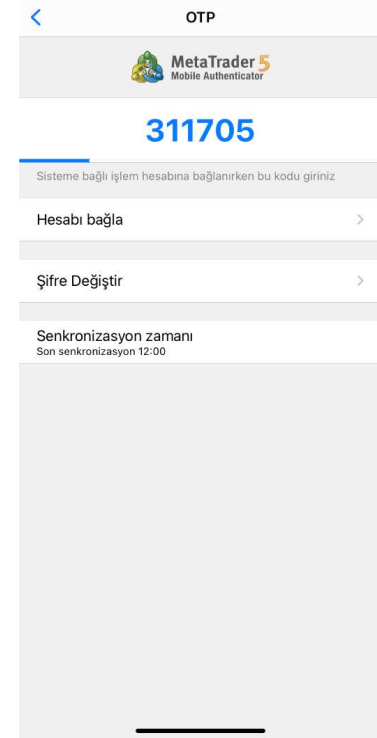 OTP
MetaTrader 5
Mobile Authenticator
311705
Sisteme bağlı işlem hesabına bağlanırken bu kodu giriniz
Hesabı bağla
Şifre Değiştir
Senkronizasyon zamanı
Son senkronizasyon 12:00